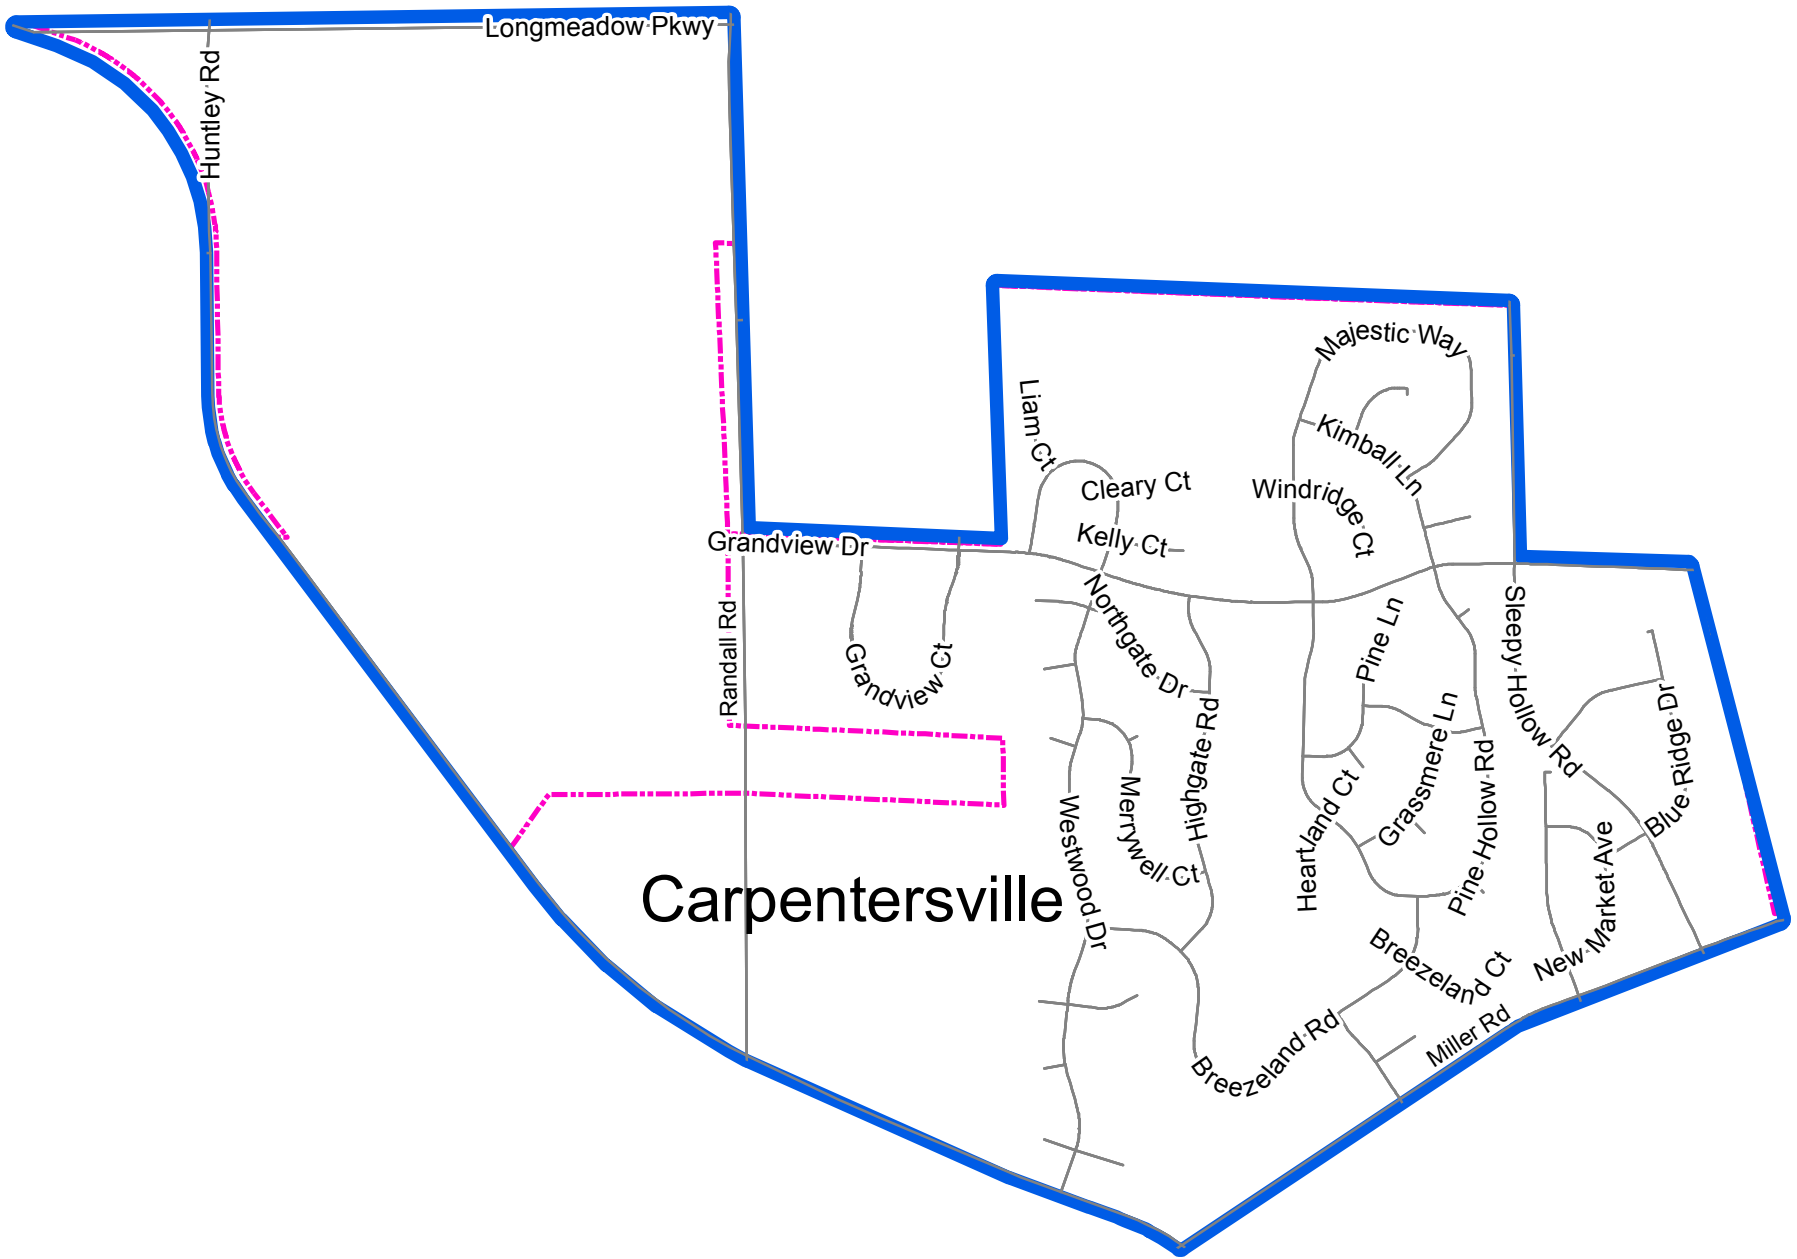 Longmeadow Pkwy
Huntley Rd
Majestic Way
Liam Ct
Kimball Ln
Cleary Ct
Windridge Ct
Kelly Ct
Grandview Dr
Northgate Dr
Pine Ln
Sleepy Hollow Rd
Randall Rd
Grandview Ct
Highgate Rd
Grassmere Ln
Blue Ridge Dr
Pine Hollow Rd
Merrywell Ct
Westwood Dr
Heartland Ct
New Market Ave
Carpentersville
Breezeland Ct
Miller Rd
Breezeland Rd